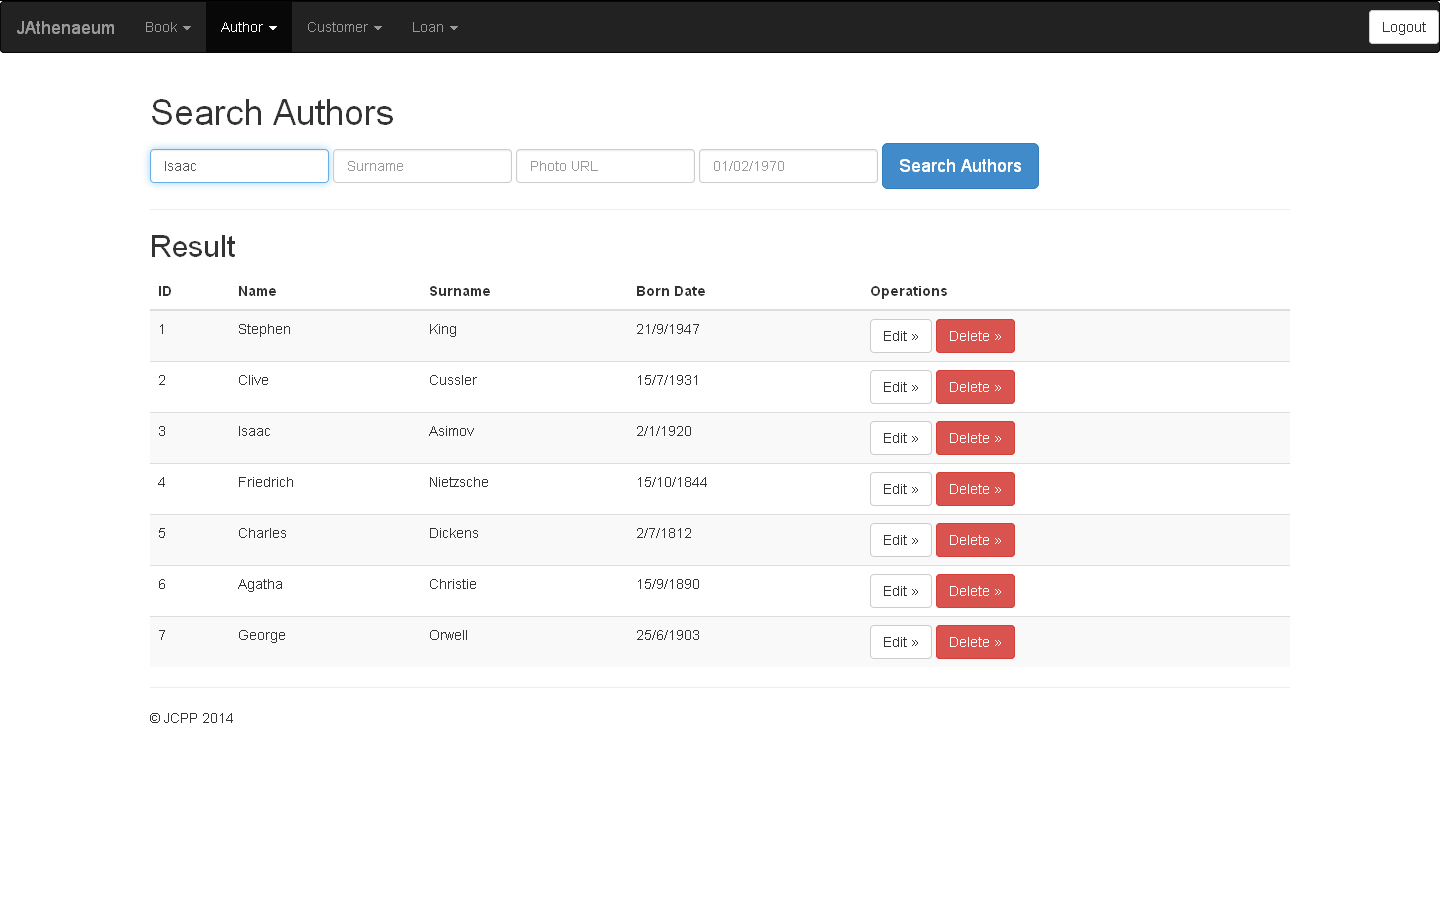 JAthenaeum Book Author Customer Loan Logout
Search Authors
Isaac Surname Photo URL 01/02/1970 Search Authors
Result
ID Name Surname Born Date Operations
1 Stephen King 21/9/1947 Edit » Delete »
2 Clive Cussler 15/7/1931 Edit » Delete »
3 Isaac Asimov 2/1/1920 Edit » Delete »
4 Friedrich Nietzsche 15/10/1844 Edit » Delete »
5 Charles Dickens 2/7/1812 Edit » Delete »
6 Agatha Christie 15/9/1890 Edit » Delete »
7 George Orwell 25/6/1903 Edit » Delete »
© JCPP 2014